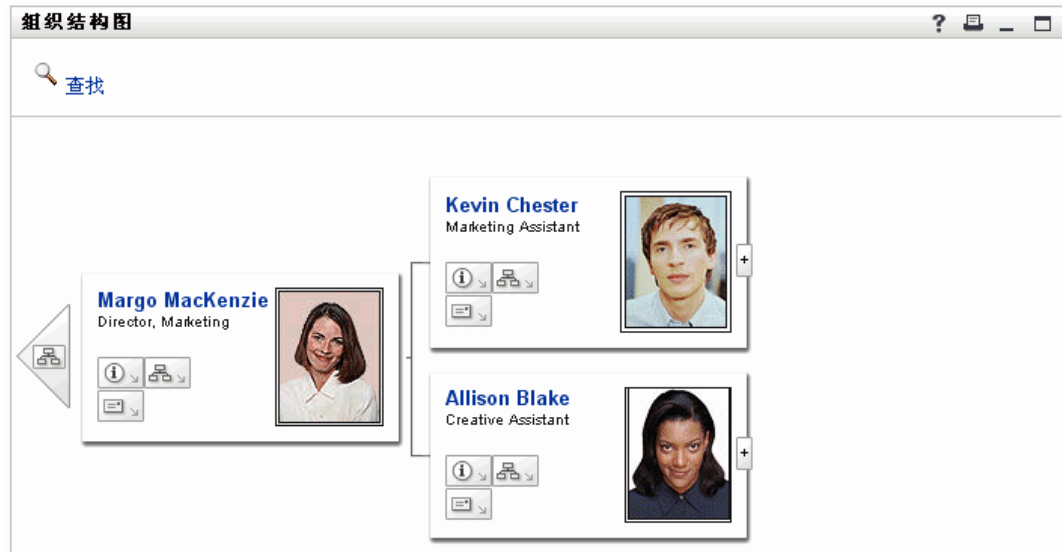 组织结构图
查找
Kevin Chester
Marketing Assistant
Margo MacKenzie
Director, Marketing
Allison Blake
Creative Assistant